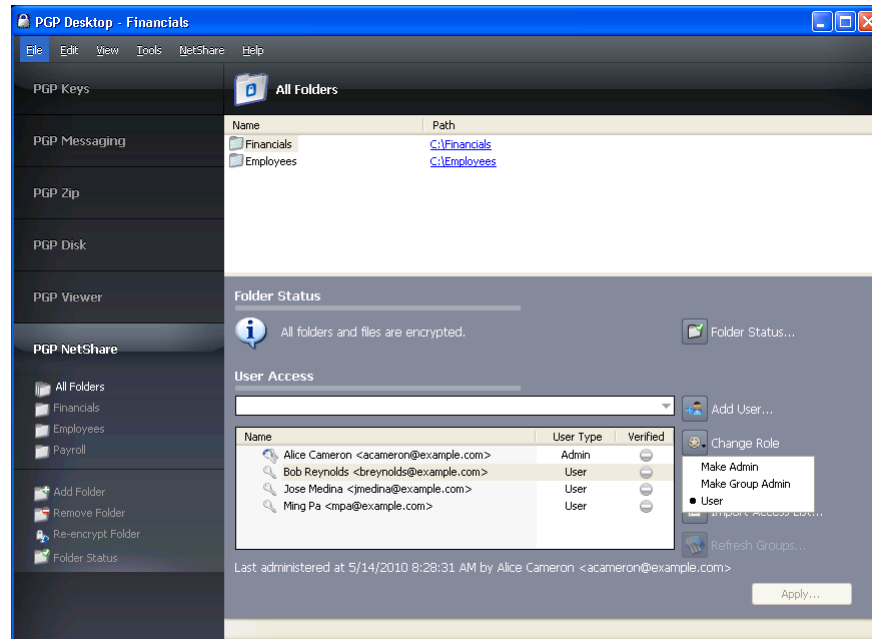 PGP Desktop - Financials
File Edit View Tools NetShare Help
PGP Keys
All Folders
Name Path
Financials C:\Financials
Employees C:\Employees
PGP Messaging
PGP Zip
PGP Disk
PGP Viewer
PGP NetShare
All Folders
Financials
Employees
Payroll
Add Folder
Remove Folder
Re-encrypt Folder
Folder Status
Folder Status
All folders and files are encrypted.
Folder Status...
User Access
Add User...
Name User Type Verified
Alice Cameron <acameron@example.com> Admin
Bob Reynolds <breynolds@example.com> User
Jose Medina <jmedina@example.com> User
Ming Pa <mpa@example.com> User
Change Role
Make Admin
Make Group Admin
User
Import Access List...
Refresh Groups...
Last administered at 5/14/2010 8:28:31 AM by Alice Cameron <acameron@example.com>
Apply...